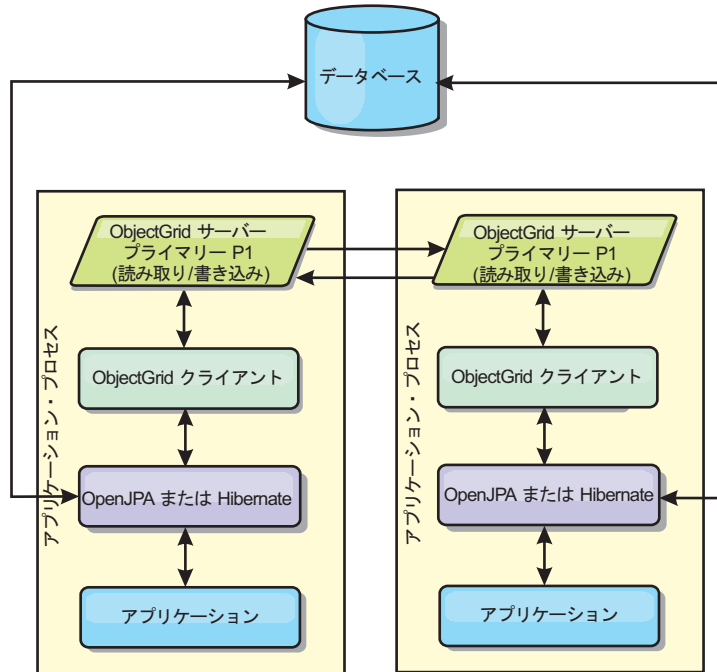 データベース
ObjectGrid サーバー
プライマリー P1
(読み取り/書き込み)
ObjectGrid クライアント
OpenJPA または Hibernate
アプリケーション
アプリケーション・プロセス
ObjectGrid サーバー
プライマリー P1
(読み取り/書き込み)
ObjectGrid クライアント
OpenJPA または Hibernate
アプリケーション
アプリケーション・プロセス